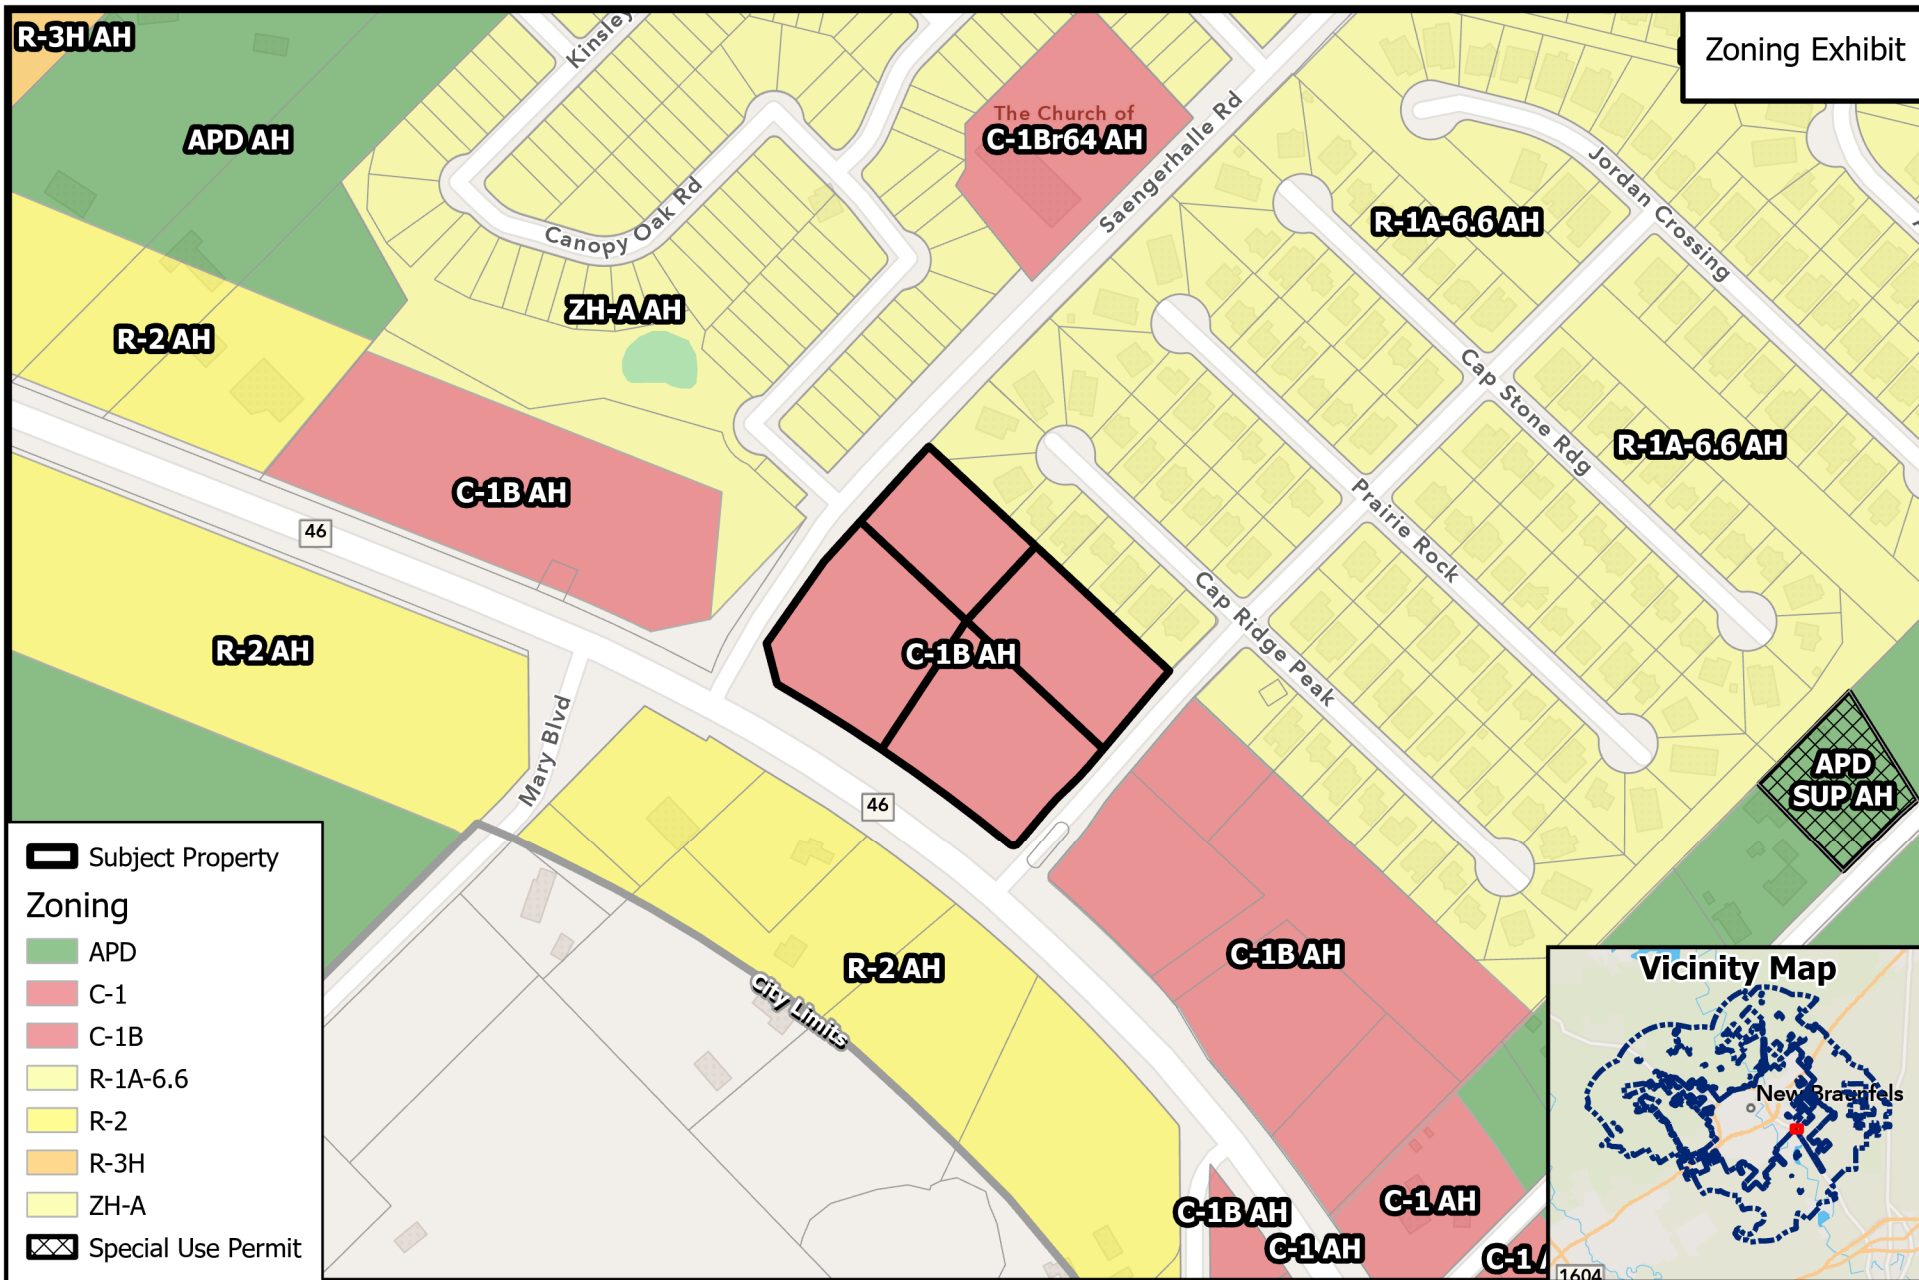 R-3H AH
Zoning Exhibit
Kinsley
APD AH
The Church of
C-1Br64 AH
Saengerhalle Rd
Jordan Crossing
R-1A-6.6 AH
Canopy Oak Rd
ZH-A AH
R-2 AH
Cap Stone Rdg
R-1A-6.6 AH
C-1B AH
46
Prairie Rock
Cap Ridge Peak
R-2 AH
C-1B AH
Mary Blvd
46
APD
SUP AH
R-2 AH
C-1B AH
City Limits
C-1B AH
C-1 AH
C-1 AH
C-1
Subject Property
Zoning
APD
C-1
C-1B
R-1A-6.6
R-2
R-3H
ZH-A
Special Use Permit
Vicinity Map
New Braunfels
1604